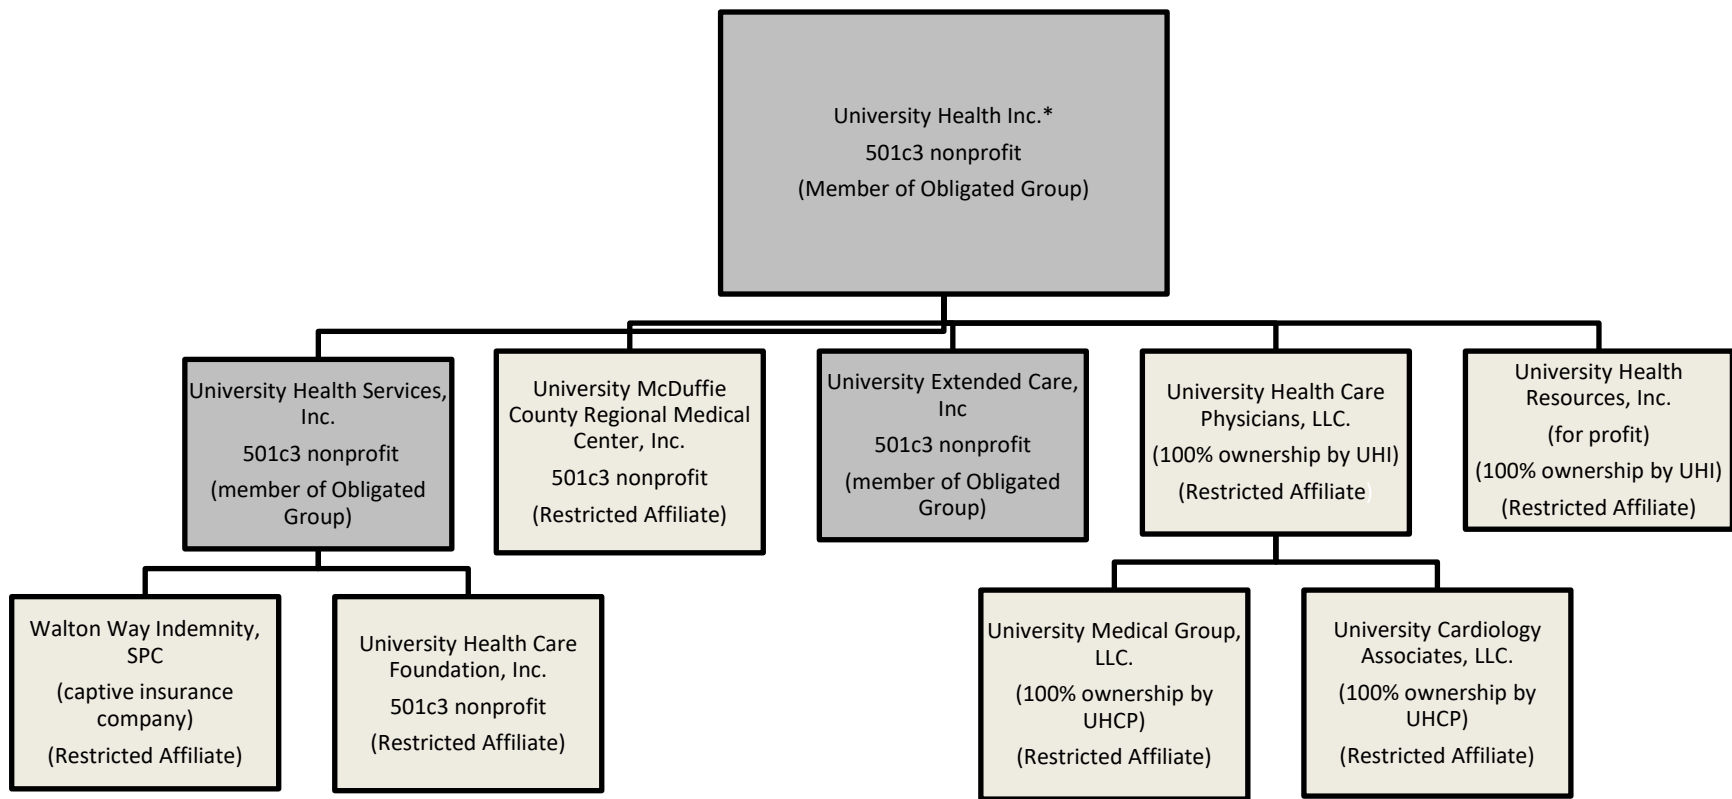 University Health Inc.*
501c3 nonprofit
(Member of Obligated Group)
University Health Services,
Inc.
501c3 nonprofit
(member of Obligated
Group)
University McDuffie
County Regional Medical
Center, Inc.
501c3 nonprofit
(Restricted Affiliate)
University Extended Care,
Inc
501c3 nonprofit
(member of Obligated
Group)
University Health Care
Physicians, LLC.
(100% ownership by UHI)
(Restricted Affiliate)
University Health
Resources, Inc.
(for profit)
(100% ownership by UHI)
(Restricted Affiliate)
Walton Way Indemnity,
SPC
(captive insurance
company)
(Restricted Affiliate)
University Health Care
Foundation, Inc.
501c3 nonprofit
(Restricted Affiliate)
University Medical Group,
LLC.
(100% ownership by
UHCP)
(Restricted Affiliate)
University Cardiology
Associates, LLC.
(100% ownership by
UHCP)
(Restricted Affiliate)